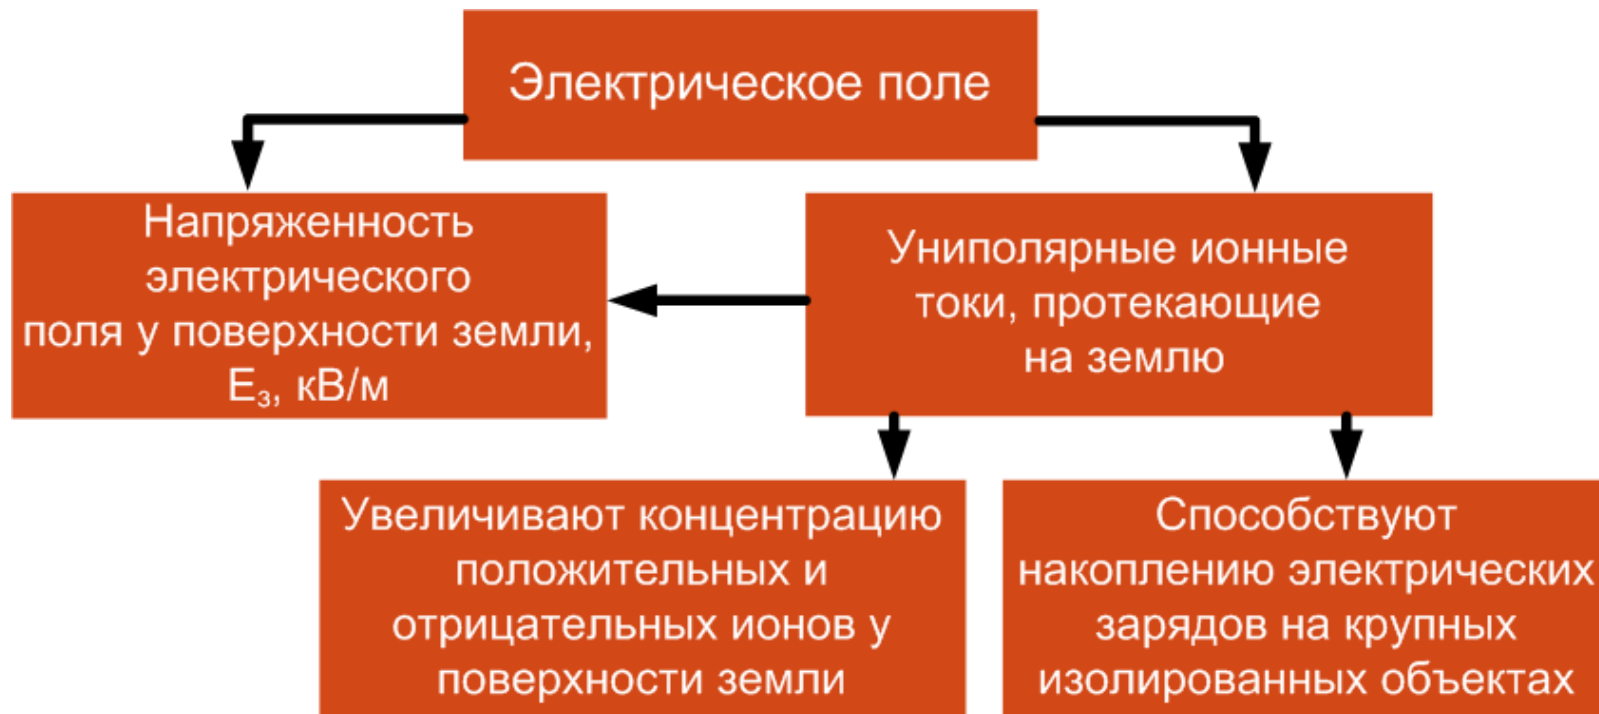 Электрическое поле
Напряженность
электрического
поля у поверхности земли,
Eз, кВ/м
Униполярные ионные
токи, протекающие
на землю
Увеличивают концентрацию
положительных и
отрицательных ионов у
поверхности земли
Способствуют
накоплению электрических
зарядов на крупных
изолированных объектах